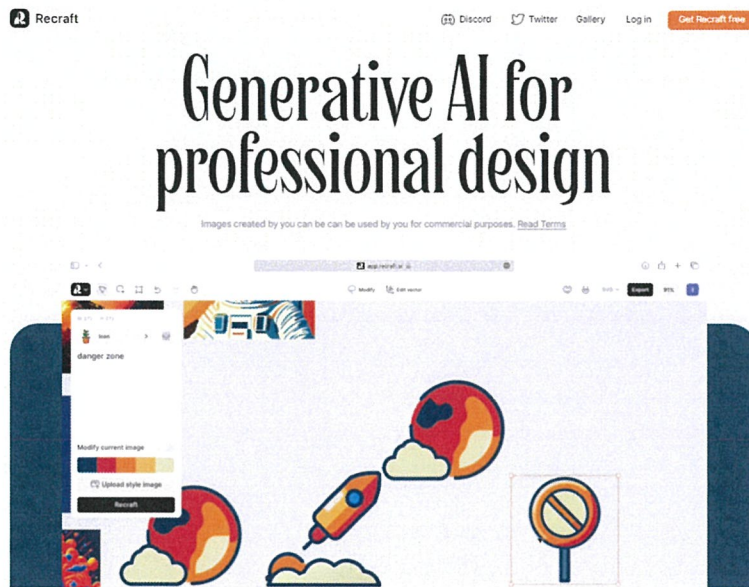 Recraft
Discord Twitter Gallery Log in Get Recraft free
Generative AI for
professional design
Images created by you can be can be used by you for commercial purposes. Read Terms
app.recraft.ai
Modify Edit vector Export
Icon
danger zone
Modify current image
Upload style image
Recraft